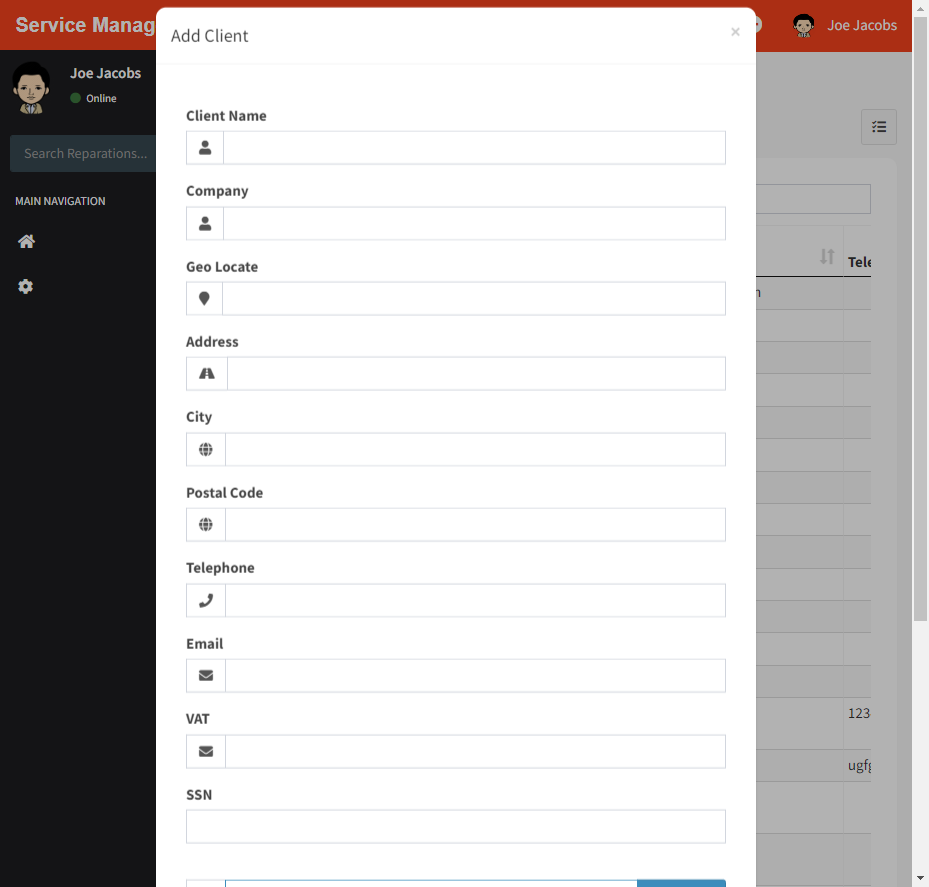 Service Manag
Add Client
×
Joe Jacobs
Joe Jacobs
Online
Search Reparations...
MAIN NAVIGATION
Client Name
Company
Geo Locate
Address
City
Postal Code
Telephone
Email
VAT
SSN
Tele
n
123
ugfg